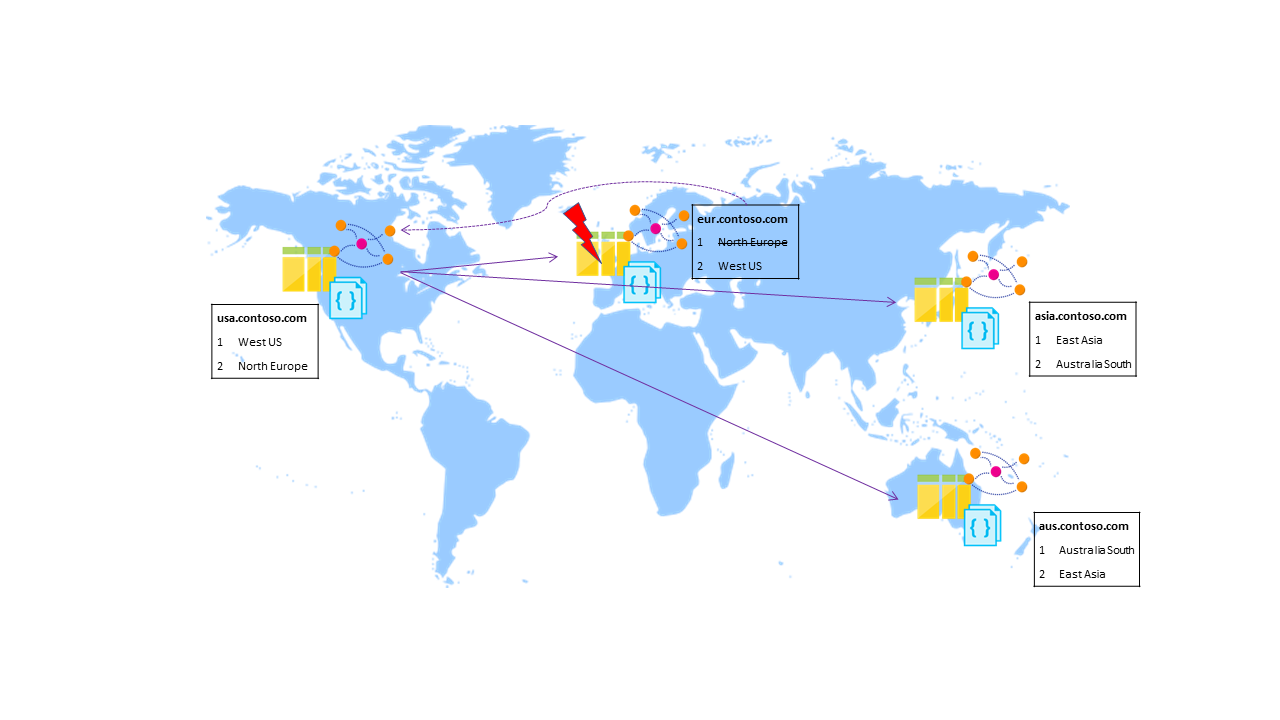 eur.contoso.com
1 North Europe
2 West US
usa.contoso.com
1 West US
2 North Europe
asia.contoso.com
1 East Asia
2 Australia South
aus.contoso.com
1 Australia South
2 East Asia
{ }
{ }
{ }
{ }